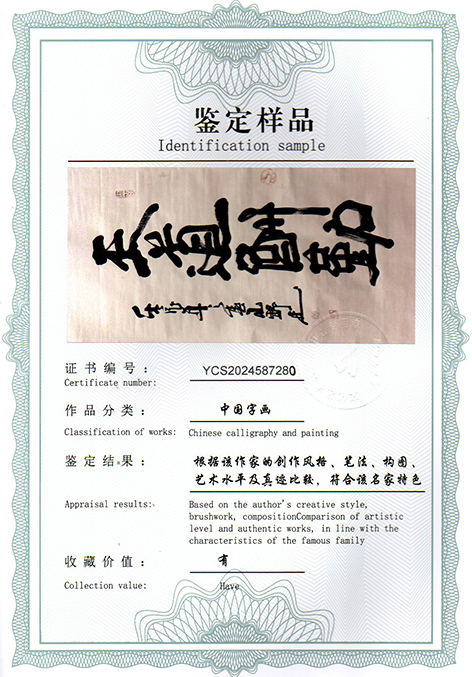 鉴定样品
Identification sample
天道酬勤
证书编号： YCS2024587280
Certificate number:
作品分类： 中国字画
Classification of works: Chinese calligraphy and painting
鉴定结果： 根据该作家的创作风格、笔法、构图、
艺术水平及真迹比较，符合该名家特色
Appraisal results: Based on the author's creative style,
brushwork, compositionComparison of artistic
level and authentic works, in line with the
characteristics of the famous family
收藏价值： 有
Collection value: Have